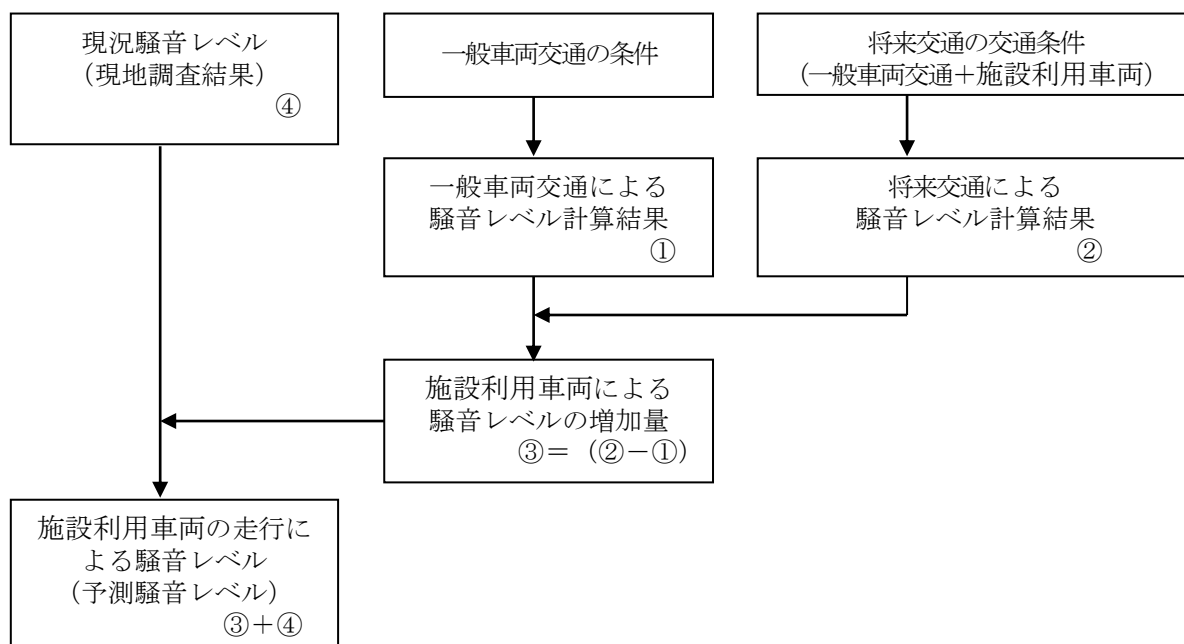 現況騒音レベル
（現地調査結果）
④
一般車両交通の条件
将来交通の交通条件
（一般車両交通＋施設利用車両）
一般車両交通による
騒音レベル計算結果
①
将来交通による
騒音レベル計算結果
②
施設利用車両による
騒音レベルの増加量
③＝（②－①）
施設利用車両の走行に
よる騒音レベル
（予測騒音レベル）
③＋④